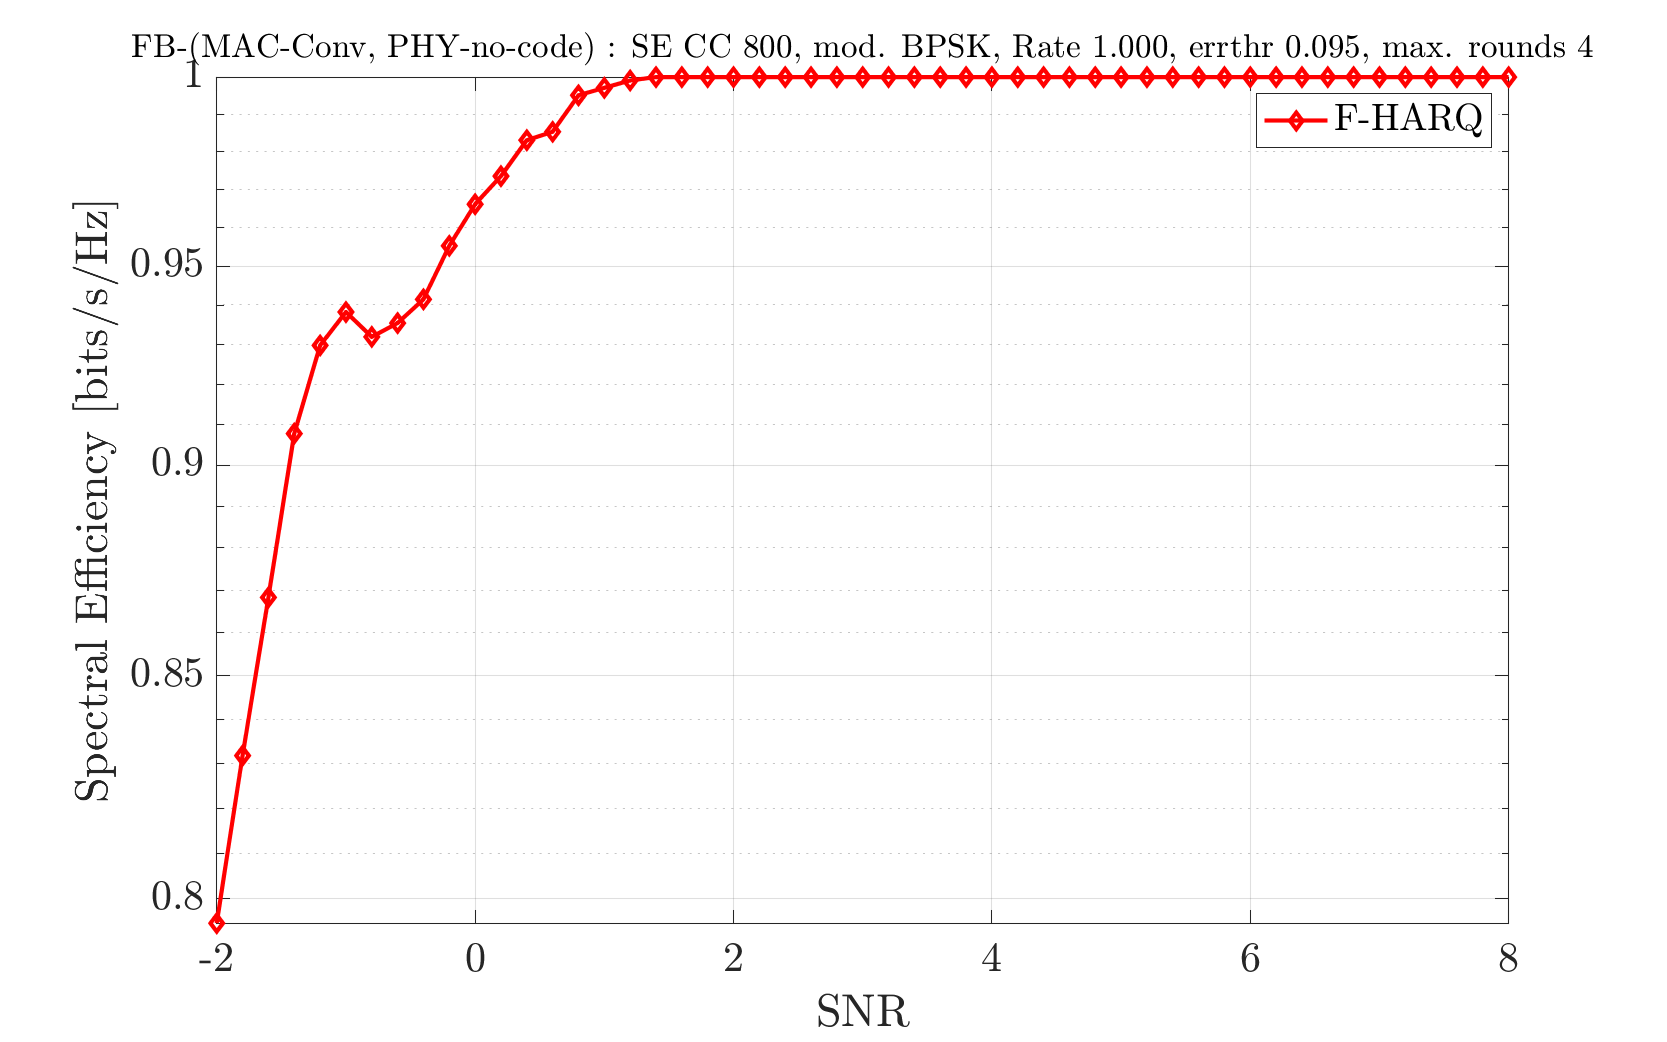 FB-(MAC-Conv, PHY-no-code) : SE CC 800, mod. BPSK, Rate 1.000, errthr 0.095, max. rounds 4
1
0.95
0.9
0.85
0.8
Spectral Efficiency [bits/s/Hz]
F-HARQ
-2 0 2 4 6 8
SNR